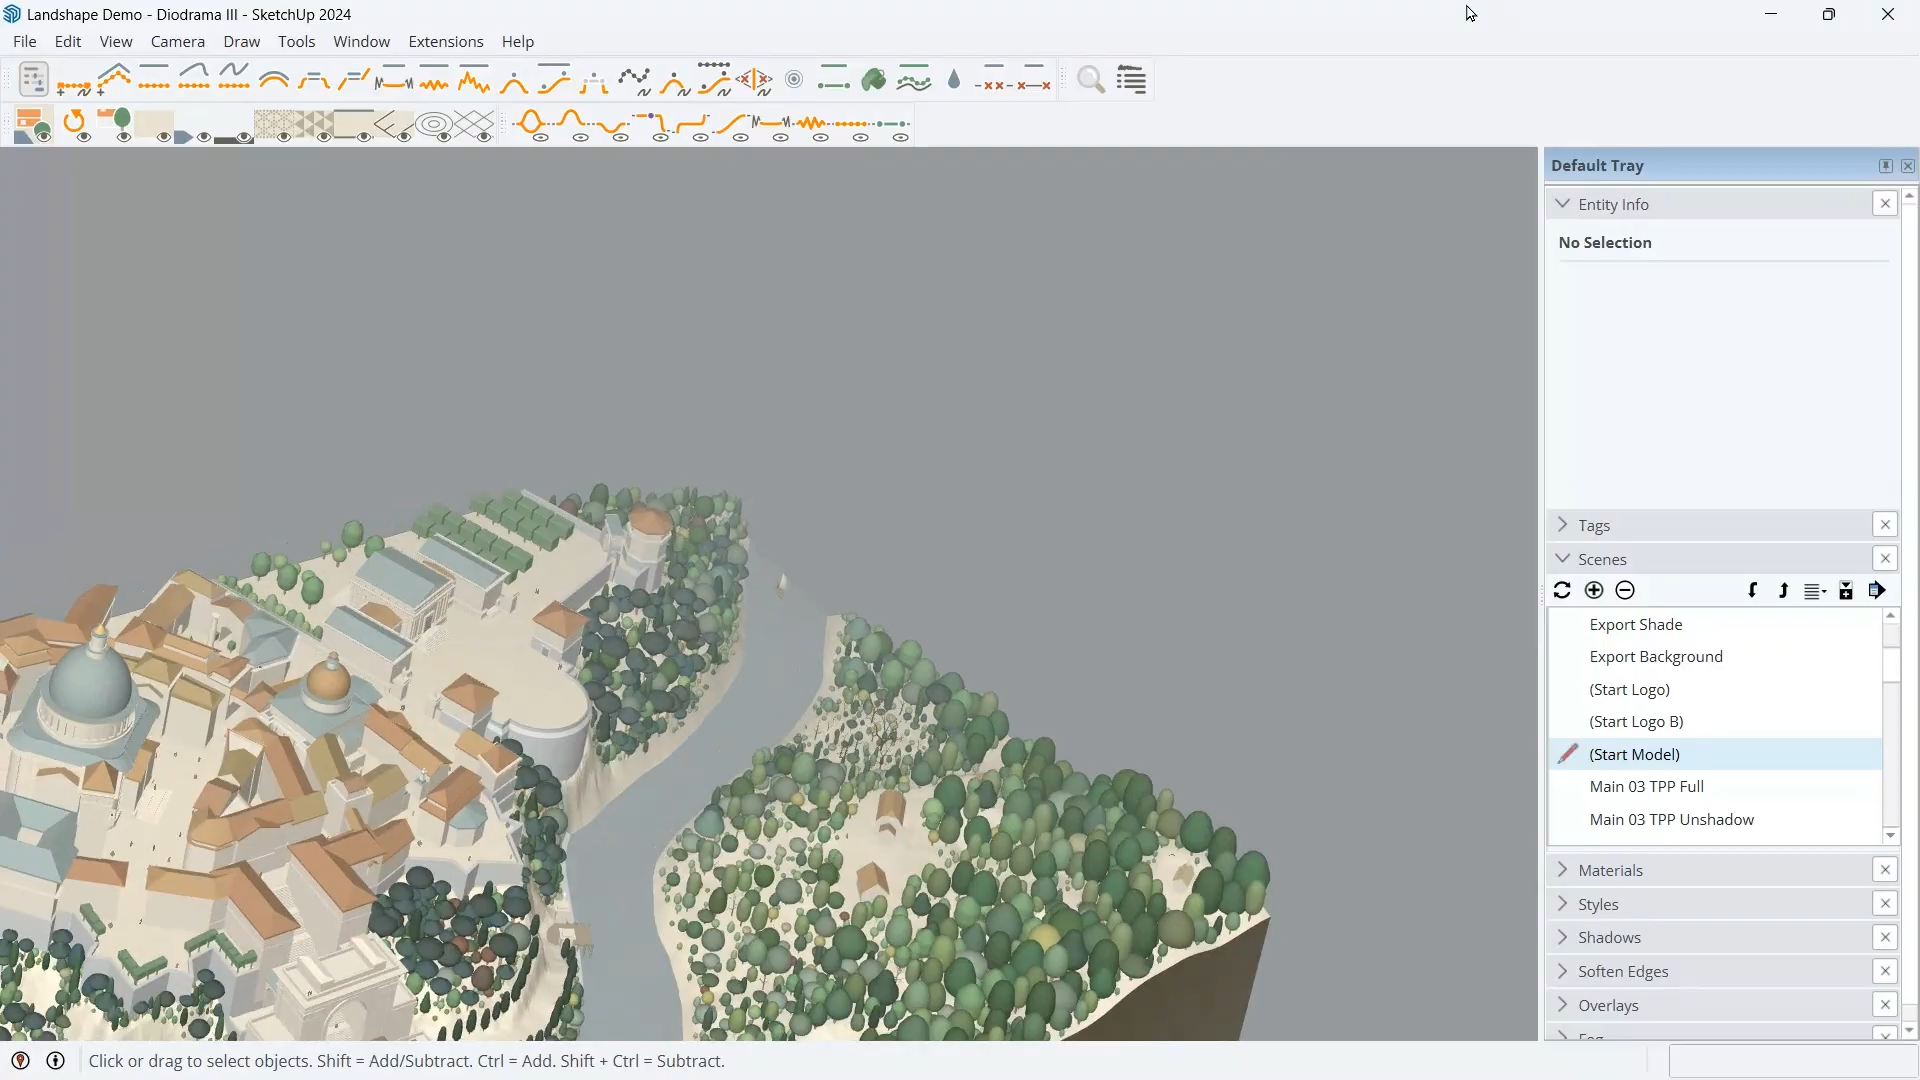 Landshape Demo - Diodrama III - SketchUp 2024
File Edit View Camera Draw Tools Window Extensions Help
Default Tray
Entity Info
No Selection
Tags
Scenes
Export Shade
Export Background
(Start Logo)
(Start Logo B)
(Start Model)
Main 03 TPP Full
Main 03 TPP Unshadow
Materials
Styles
Shadows
Soften Edges
Overlays
Fog
Click or drag to select objects. Shift = Add/Subtract. Ctrl = Add. Shift + Ctrl = Subtract.